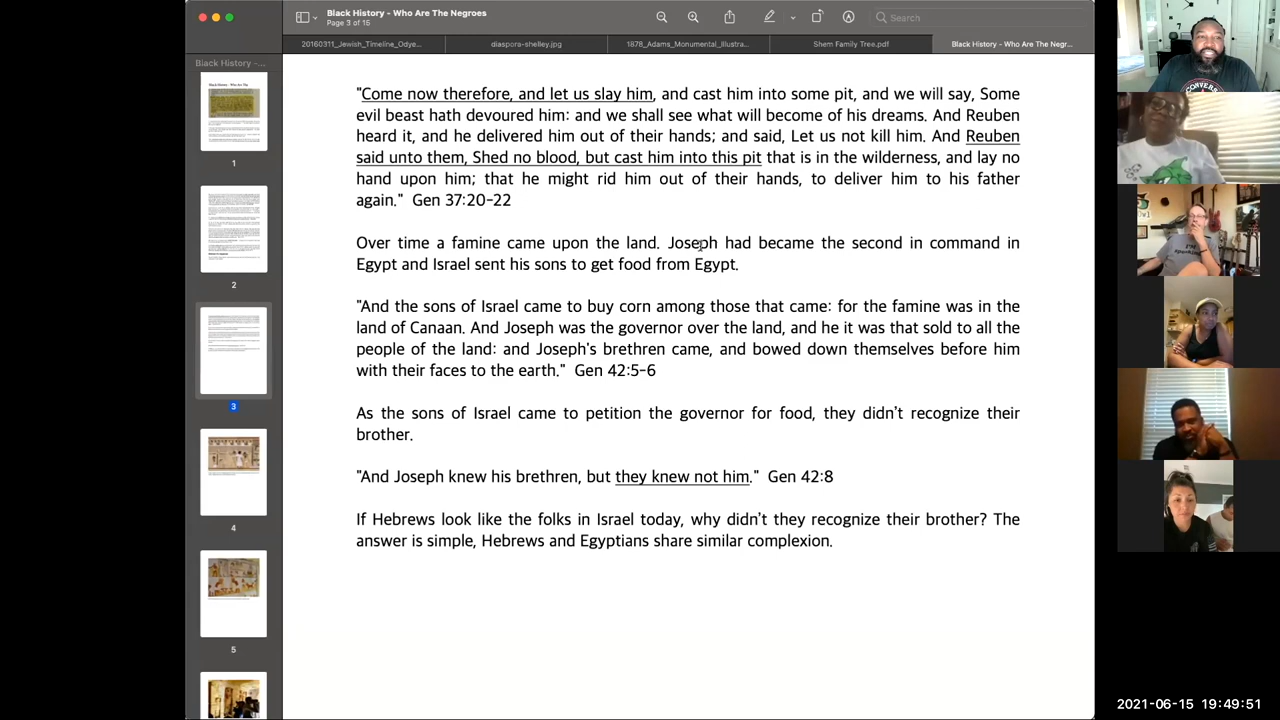 Black History - Who Are The Negroes
Page 3 of 15
Search
20160311_Jewish_Timeline_Odye...
diaspora-shelley.jpg
1878_Adams_Monumental_Illustra...
Shem Family Tree.pdf
Black History - Who Are The Negr...
Black History -...
1
2
3
4
5
"Come now therefore, and let us slay him, and cast him into some pit, and we will say, Some
evil beast hath devoured him: and we shall see what will become of his dreams. And Reuben
heard it, and he delivered him out of their hands; and said, Let us not kill him. And Reuben
said unto them, Shed no blood, but cast him into this pit that is in the wilderness, and lay no
hand upon him; that he might rid him out of their hands, to deliver him to his father
again." Gen 37:20-22
Over time a famine came upon the land. Joseph had became the second in command in
Egypt and Israel sent his sons to get food from Egypt.
"And the sons of Israel came to buy corn among those that came: for the famine was in the
land of Canaan. And Joseph was the governor over the land, and he it was that sold to all the
people of the land: and Joseph's brethren came, and bowed down themselves before him
with their faces to the earth." Gen 42:5-6
As the sons of Israel came to petition the governor for food, they didn't recognize their
brother.
"And Joseph knew his brethren, but they knew not him." Gen 42:8
If Hebrews look like the folks in Israel today, why didn't they recognize their brother? The
answer is simple, Hebrews and Egyptians share similar complexion.
2021-06-15 19:49:51